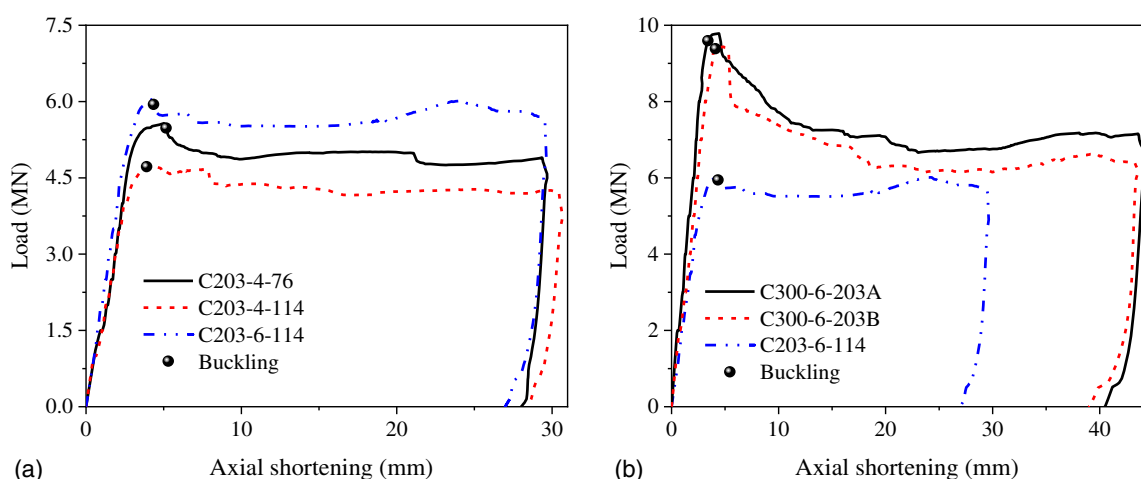 7.5
6.0
4.5
3.0
1.5
0.0
Load (MN)
0
10
20
30
Axial shortening (mm)
C203-4-76
C203-4-114
C203-6-114
Buckling
(a)
10
8
6
4
2
0
Load (MN)
0
10
20
30
40
Axial shortening (mm)
C300-6-203A
C300-6-203B
C203-6-114
Buckling
(b)